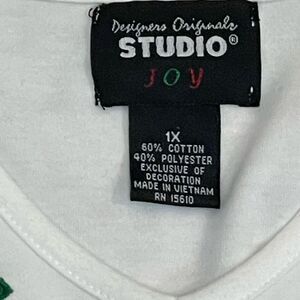 Designers Originals
STUDIO®
JOY
1X
60% COTTON
40% POLYESTER
EXCLUSIVE OF
DECORATION
MADE IN VIETNAM
RN 15610